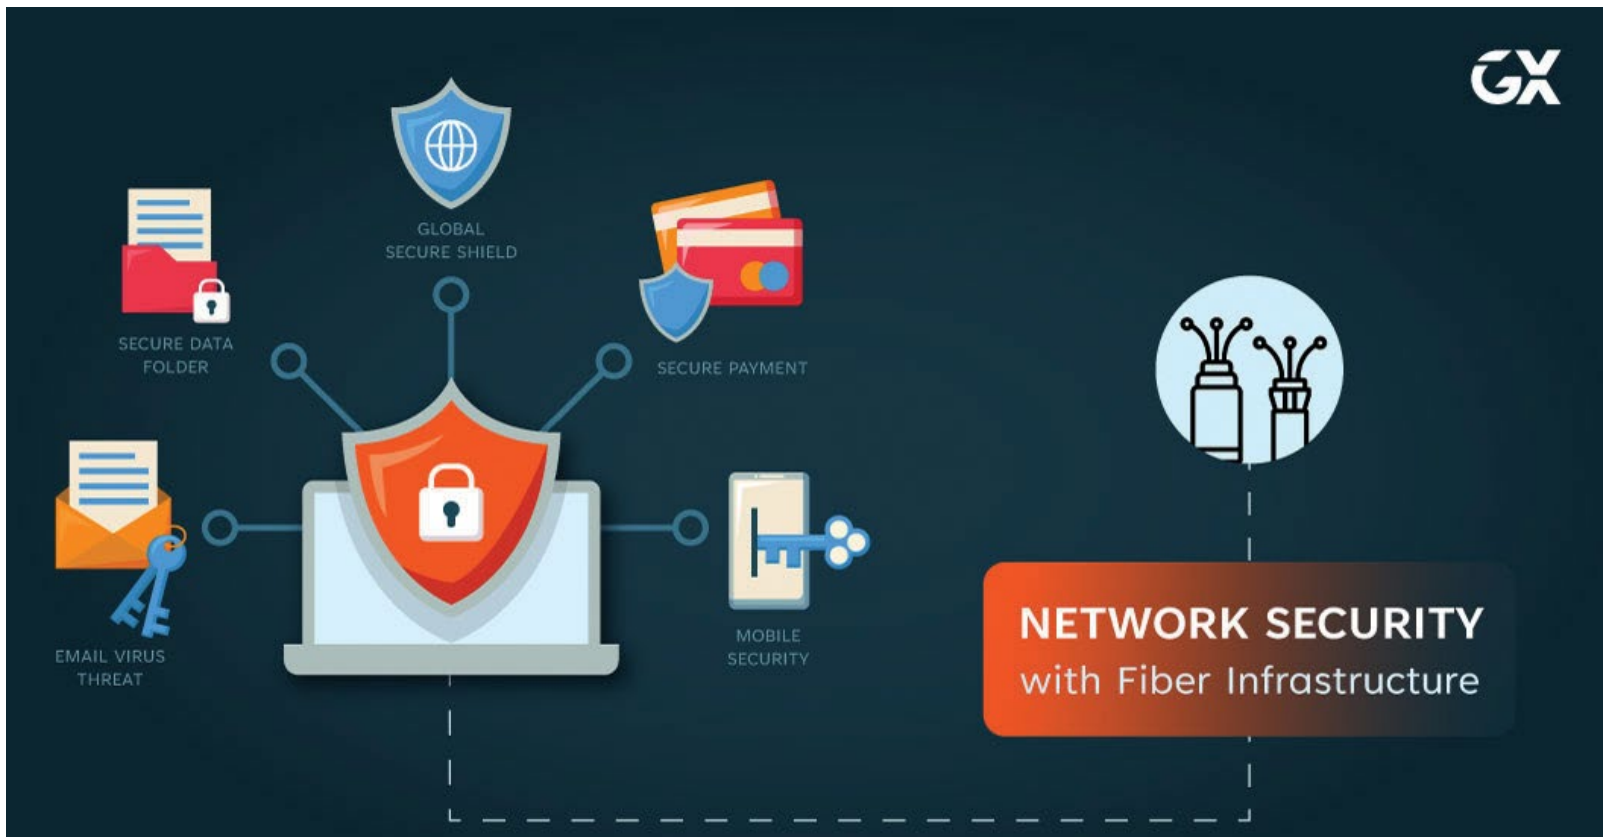 GX
GLOBAL
SECURE SHIELD
SECURE DATA
FOLDER
SECURE PAYMENT
EMAIL VIRUS
THREAT
MOBILE
SECURITY
NETWORK SECURITY
with Fiber Infrastructure